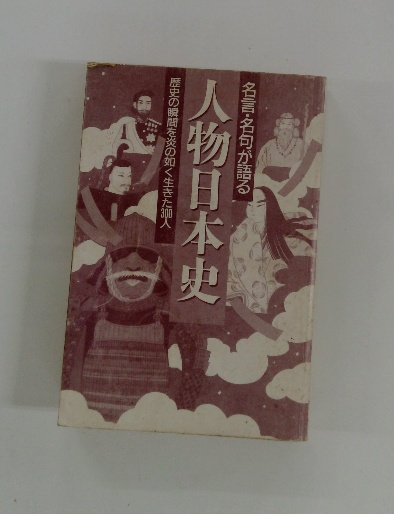 名言・名句が語る
人物日本史
歴史の瞬間を炎の如く生きた300人